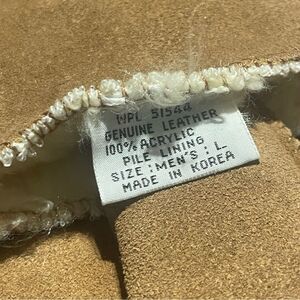 WPL 51544
GENUINE LEATHER
100% ACRYLIC
PILE LINING
SIZE : MEN'S : L
MADE IN KOREA